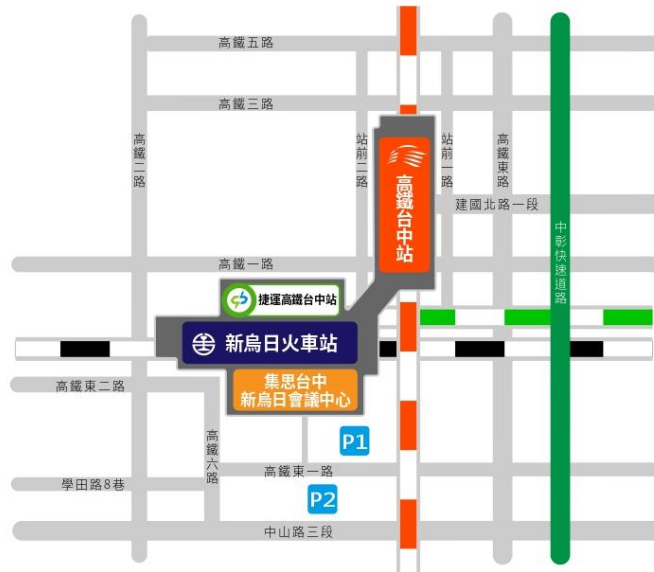 高鐵五路
高鐵三路
高鐵二路
站前二路
站前一路
高鐵東路
高鐵台中站
建國北路一段
中彰快速道路
高鐵一路
捷運高鐵台中站
新烏日火車站
集思台中
新烏日會議中心
高鐵東二路
高鐵六路
P1
高鐵東一路
學田路8巷
P2
中山路三段